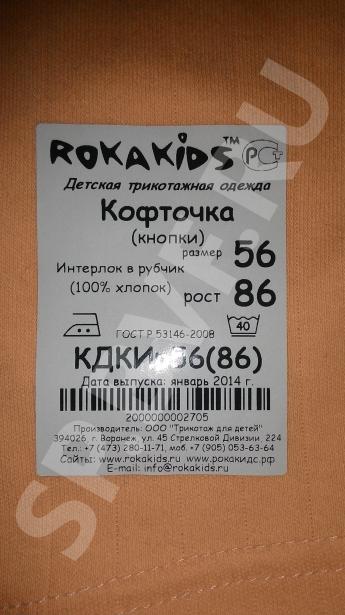 ROKAKIDS™ РСТ
Детская трикотажная одежда
Кофточка
(кнопки)
размер 56
Интерлок в рубчик
(100% хлопок) рост 86
ГОСТ Р 53146-2008 40
56(86)
Дата выпуска: январь 2014 г.
2000000002705
Производитель: ООО "Трикотаж для детей"
394026, г. Воронеж, ул. 45 Стрелковой Дивизии, 224
Тел.: +7 (473) 280-11-71, моб. +7 (905) 053-63-64
Сайты: www.rokakids.ru www.рокакидс.рф
E-mail: info@rokakids.ru